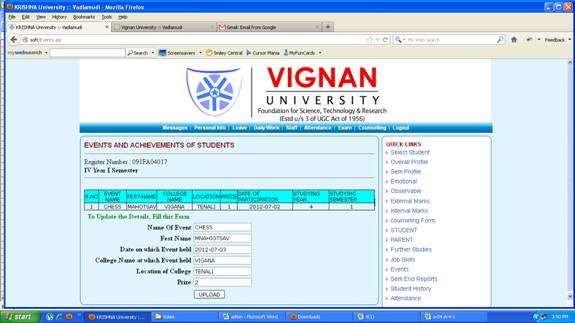 KRISHNA University :: Vadlamudi - Mozilla Firefox
File Edit View History Bookmarks Tools Help
KRISHNA University :: Vadlamudi
Vignan University :: Vadlamudi
Gmail: Email from Google
soft/Events.jsp
My Web Search
Feedback
mywebsearch
Search
Screensavers
Smiley Central
Cursor Mania
MyFunCards
VIGNAN
UNIVERSITY
Foundation for Science, Technology & Research
(Estd u/s 3 of UGC Act of 1956)
Messages | Personal Info | Leave | Daily Work | Staff | Attendance | Exam | Counselling | Logout
EVENTS AND ACHIEVEMENTS OF STUDENTS
Register Number : 091FA04017
IV Year I Semester
S.NO EVENT NAME FEST-NAME COLLEGE NAME LOCATION PRIZE DATE OF PARTICIPATION STUDYING YEAR STUDYING SEMESTER
1 CHESS MAHOTSAV VIGANA TENALI 1 2012-07-02 4 1
To Update the Details, Fill this Form
Name Of Event CHESS
Fest Name MNAHIOTSAV
Date on which Event held 2012-07-03
College Name at which Event held VIGANA
Location of College TENALI
Prize 2
UPLOAD
QUICK LINKS
Select Student
Overall Profile
Sem Profile
Emotional
Observable
External Marks
Internal Marks
counseling Form
STUDENT
PARENT
Further Studies
Job Skills
Events
Sem End Reports
Student History
Attendance
start
KRISHNA University :...
tulasi
admin - Microsoft Word
Downloads
4(1)
3:50 PM